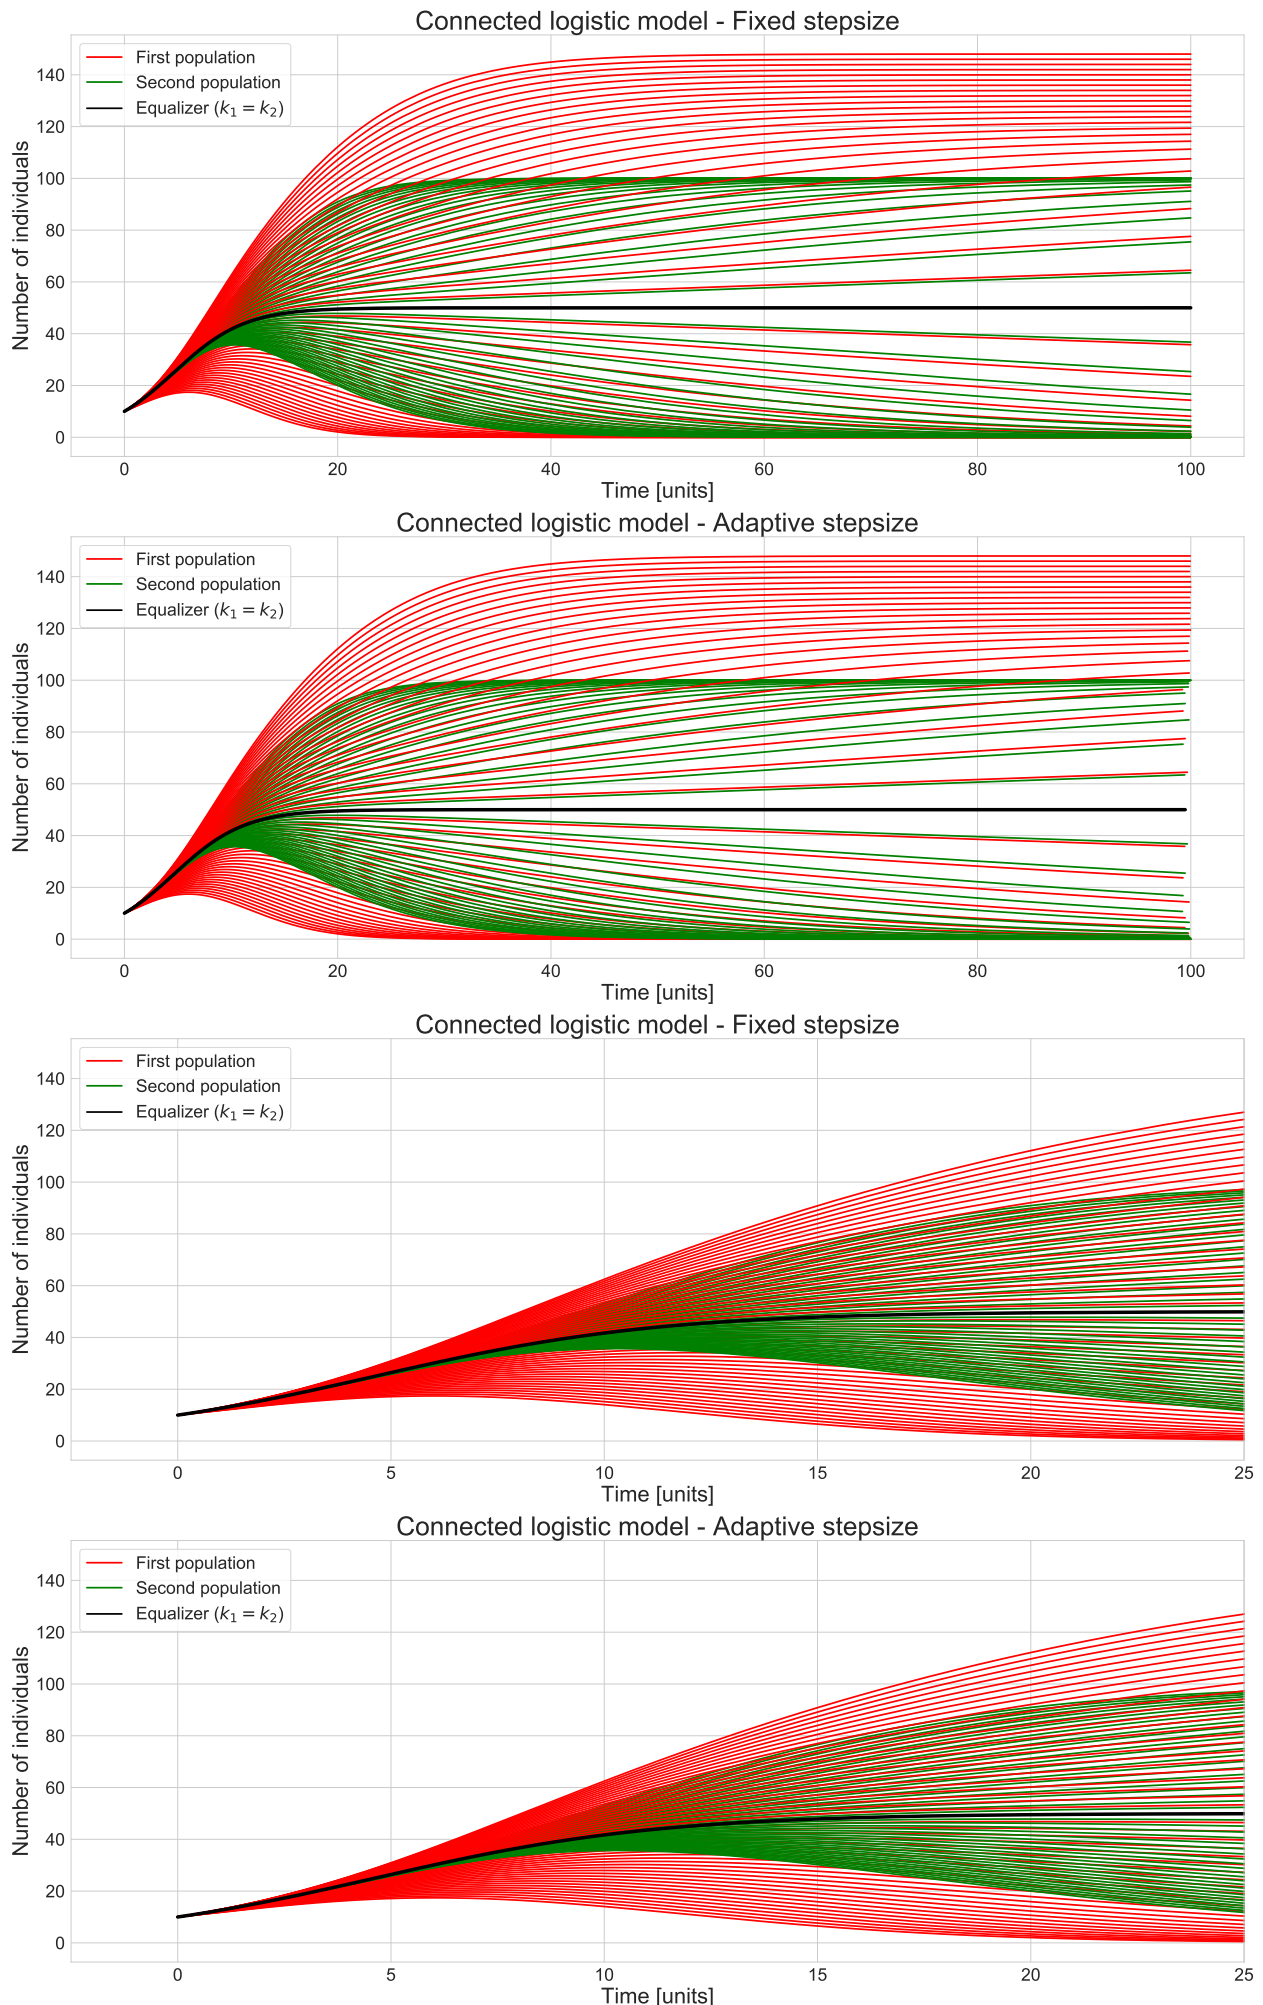 Connected logistic model - Fixed stepsize
First population
Second population
Equalizer (k₁ = k₂)
Number of individuals
140
120
100
80
60
40
20
0
0 20 40 60 80 100
Time [units]
Connected logistic model - Adaptive stepsize
First population
Second population
Equalizer (k₁ = k₂)
Number of individuals
140
120
100
80
60
40
20
0
0 20 40 60 80 100
Time [units]
Connected logistic model - Fixed stepsize
First population
Second population
Equalizer (k₁ = k₂)
Number of individuals
140
120
100
80
60
40
20
0
0 5 10 15 20 25
Time [units]
Connected logistic model - Adaptive stepsize
First population
Second population
Equalizer (k₁ = k₂)
Number of individuals
140
120
100
80
60
40
20
0
0 5 10 15 20 25
Time [units]